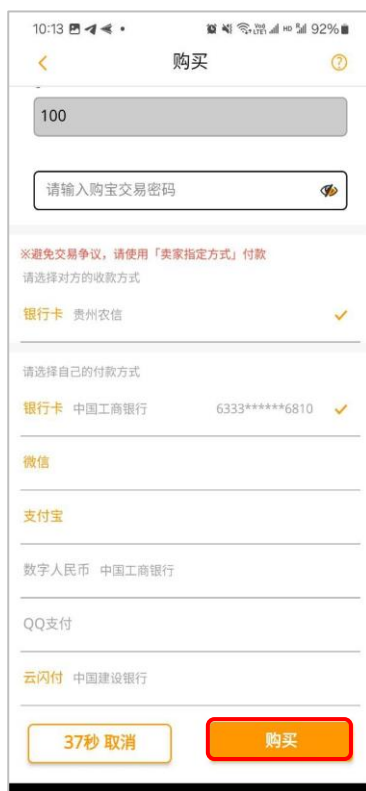 10:13 HD 5G 92%
购买
100
请输入购宝交易密码
※避免交易争议，请使用「卖家指定方式」付款
请选择对方的收款方式
银行卡 贵州农信
请选择自己的付款方式
银行卡 中国工商银行 6333******6810
微信
支付宝
数字人民币 中国工商银行
QQ支付
云闪付 中国建设银行
37秒 取消 购买